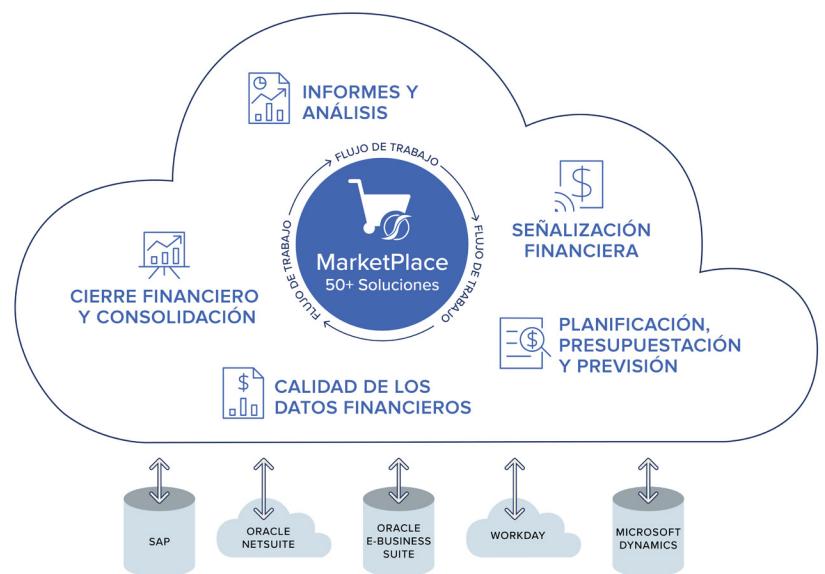 INFORMES Y
ANÁLISIS
FLUJO DE TRABAJO
FLUJO DE TRABAJO
FLUJO DE TRABAJO
MarketPlace
50+ Soluciones
$
SEÑALIZACIÓN
FINANCIERA
CIERRE FINANCIERO
Y CONSOLIDACIÓN
$
PLANIFICACIÓN,
PRESUPUESTACIÓN
Y PREVISIÓN
$
CALIDAD DE LOS
DATOS FINANCIEROS
SAP
ORACLE
NETSUITE
ORACLE
E-BUSINESS
SUITE
WORKDAY
MICROSOFT
DYNAMICS